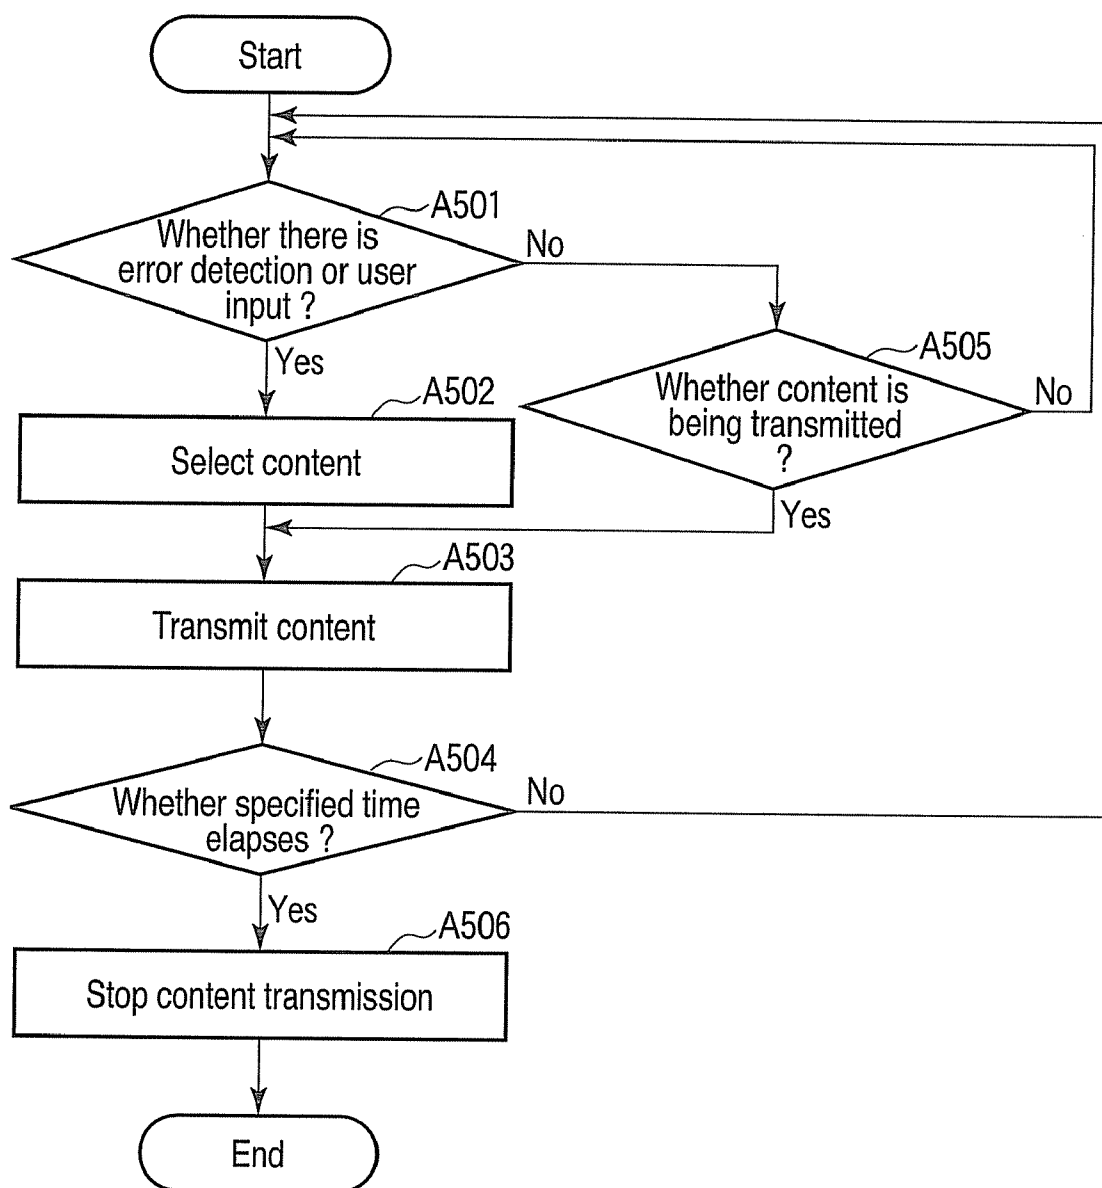 Start
A501
Whether there is
error detection or user
input ?
No
Yes
A505
Whether content is
being transmitted
?
No
Yes
A502
Select content
A503
Transmit content
A504
Whether specified time
elapses ?
No
Yes
A506
Stop content transmission
End